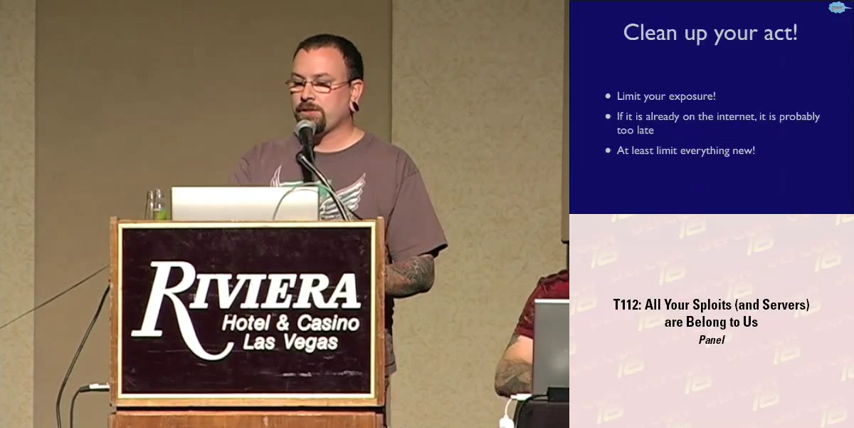 Clean up your act!
• Limit your exposure!
• If it is already on the internet, it is probably
too late
• At least limit everything new!
RIVIERA
Hotel & Casino
Las Vegas
T112: All Your Sploits (and Servers)
are Belong to Us
Panel